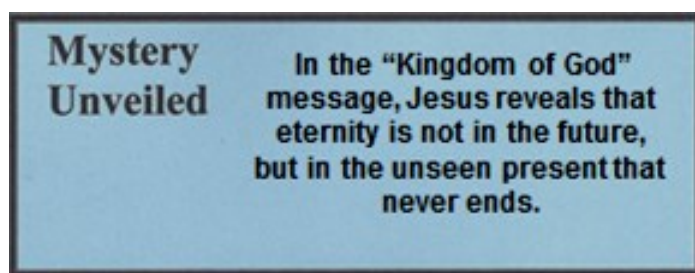 Mystery
Unveiled
In the “Kingdom of God”
message, Jesus reveals that
eternity is not in the future,
but in the unseen present that
never ends.